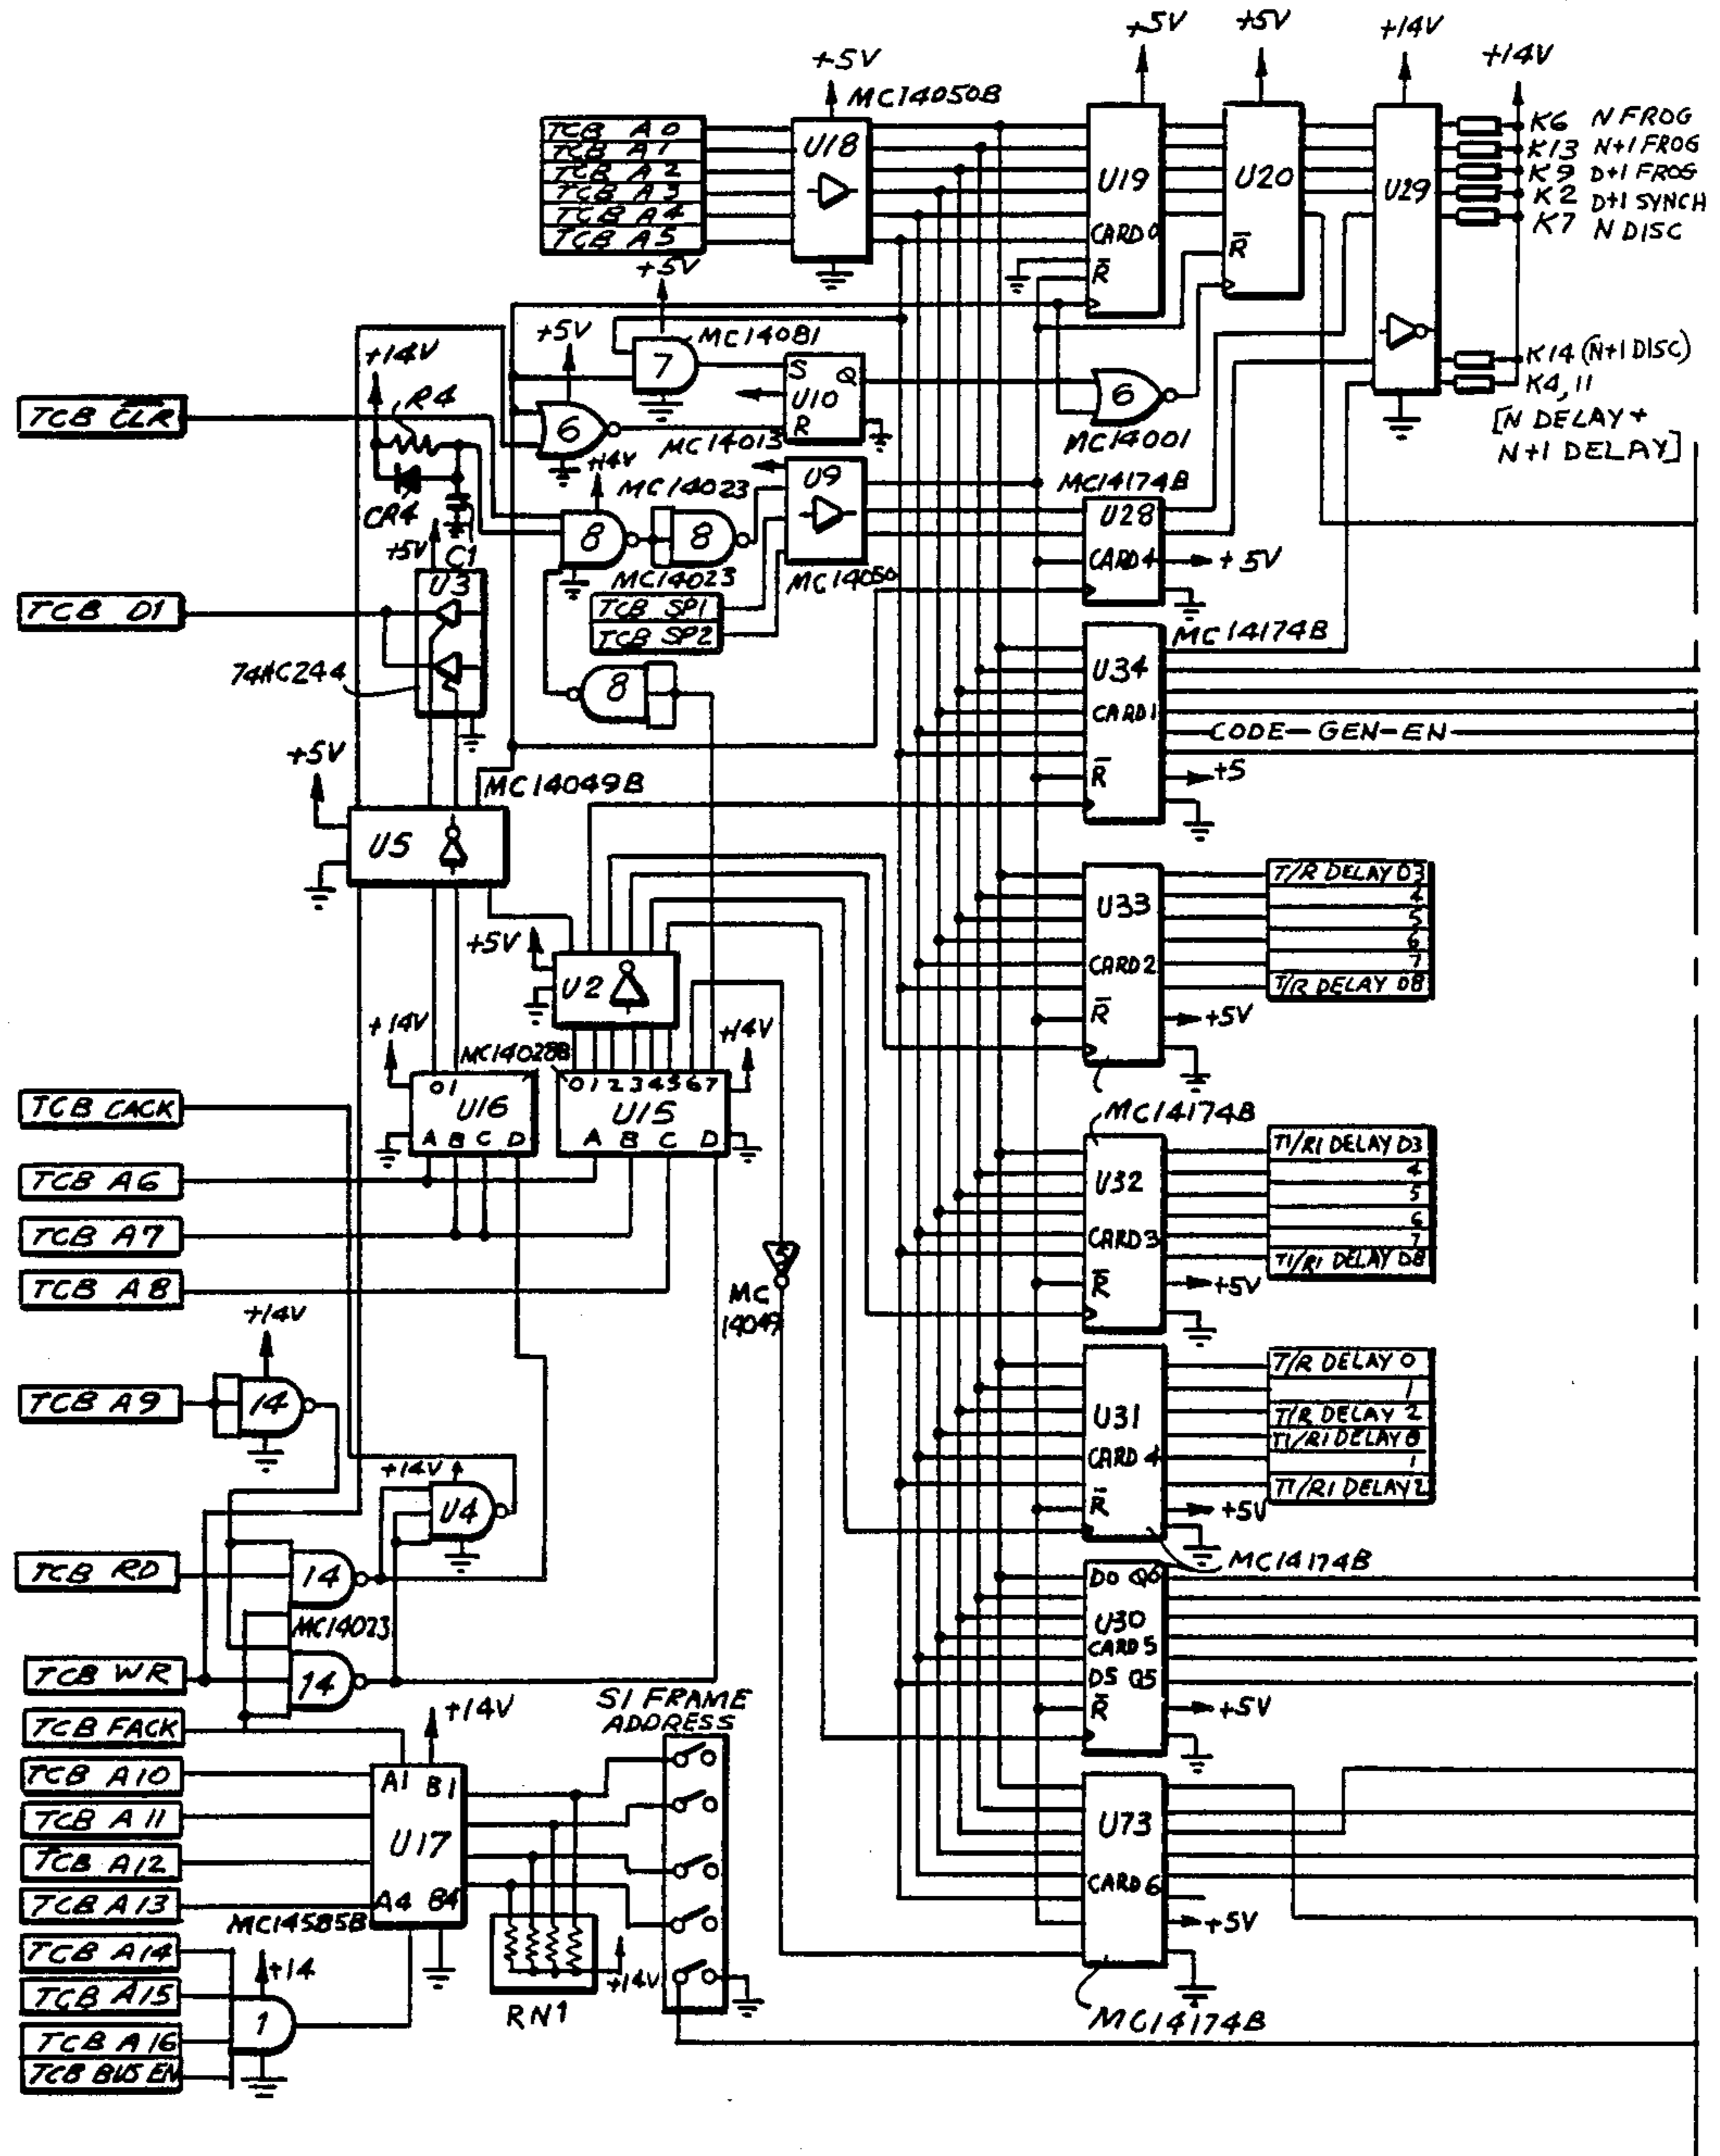 +5V
+5V
+14V
+14V
+5V
MC14050B
TCB A0
TCB A1
TCB A2
TCB A3
TCB A4
TCB A5
U18
U19
CARD 0
R
U20
R
U29
K6 N FROG
K13 N+1 FROG
K9 D+1 FROG
K2 D+1 SYNCH
K7 N DISC
K14 (N+1 DISC)
K4, 11
[N DELAY +
N+1 DELAY]
+5V
+5V
MC14081
7
S Q
U10
R
MC14013
6
6
MC14001
+14V
R4
TCB CLR
CR4
C1
+14V
MC14023
8
8
MC14023
U9
MC14050
MC14174B
U28
CARD 4
+5V
+5V
U3
TCB D1
TCB SP1
TCB SP2
74HC244
8
MC14174B
U34
CARD 1
CODE-GEN-EN
R
+5
+5V
MC14049B
U5
U33
CARD 2
R
+5V
T/R DELAY D3
4
5
6
7
T/R DELAY D8
+5V
U2
+14V
MC14028B
+14V
0 1
U16
A B C D
0 1 2 3 4 5 6 7
U15
A B C D
TCB CACK
TCB A6
TCB A7
TCB A8
MC14174B
U32
CARD 3
R
+5V
T1/R1 DELAY D3
4
5
6
7
T1/R1 DELAY D8
MC
14049
+14V
TCB A9
14
U31
CARD 4
R
+5V
T/R DELAY 0
1
T/R DELAY 2
T1/R1 DELAY 0
1
T1/R1 DELAY 2
+14V
U4
MC14174B
TCB RD
14
MC14023
D0 Q0
U30
CARD 5
D5 Q5
R
+5V
TCB WR
14
TCB FACK
+14V
S1 FRAME
ADDRESS
TCB A10
TCB A11
TCB A12
TCB A13
A1 B1
U17
A4 B4
MC14585B
U73
CARD 6
+5V
TCB A14
TCB A15
TCB A16
TCB BUS EN
+14
1
+14V
RN1
MC14174B